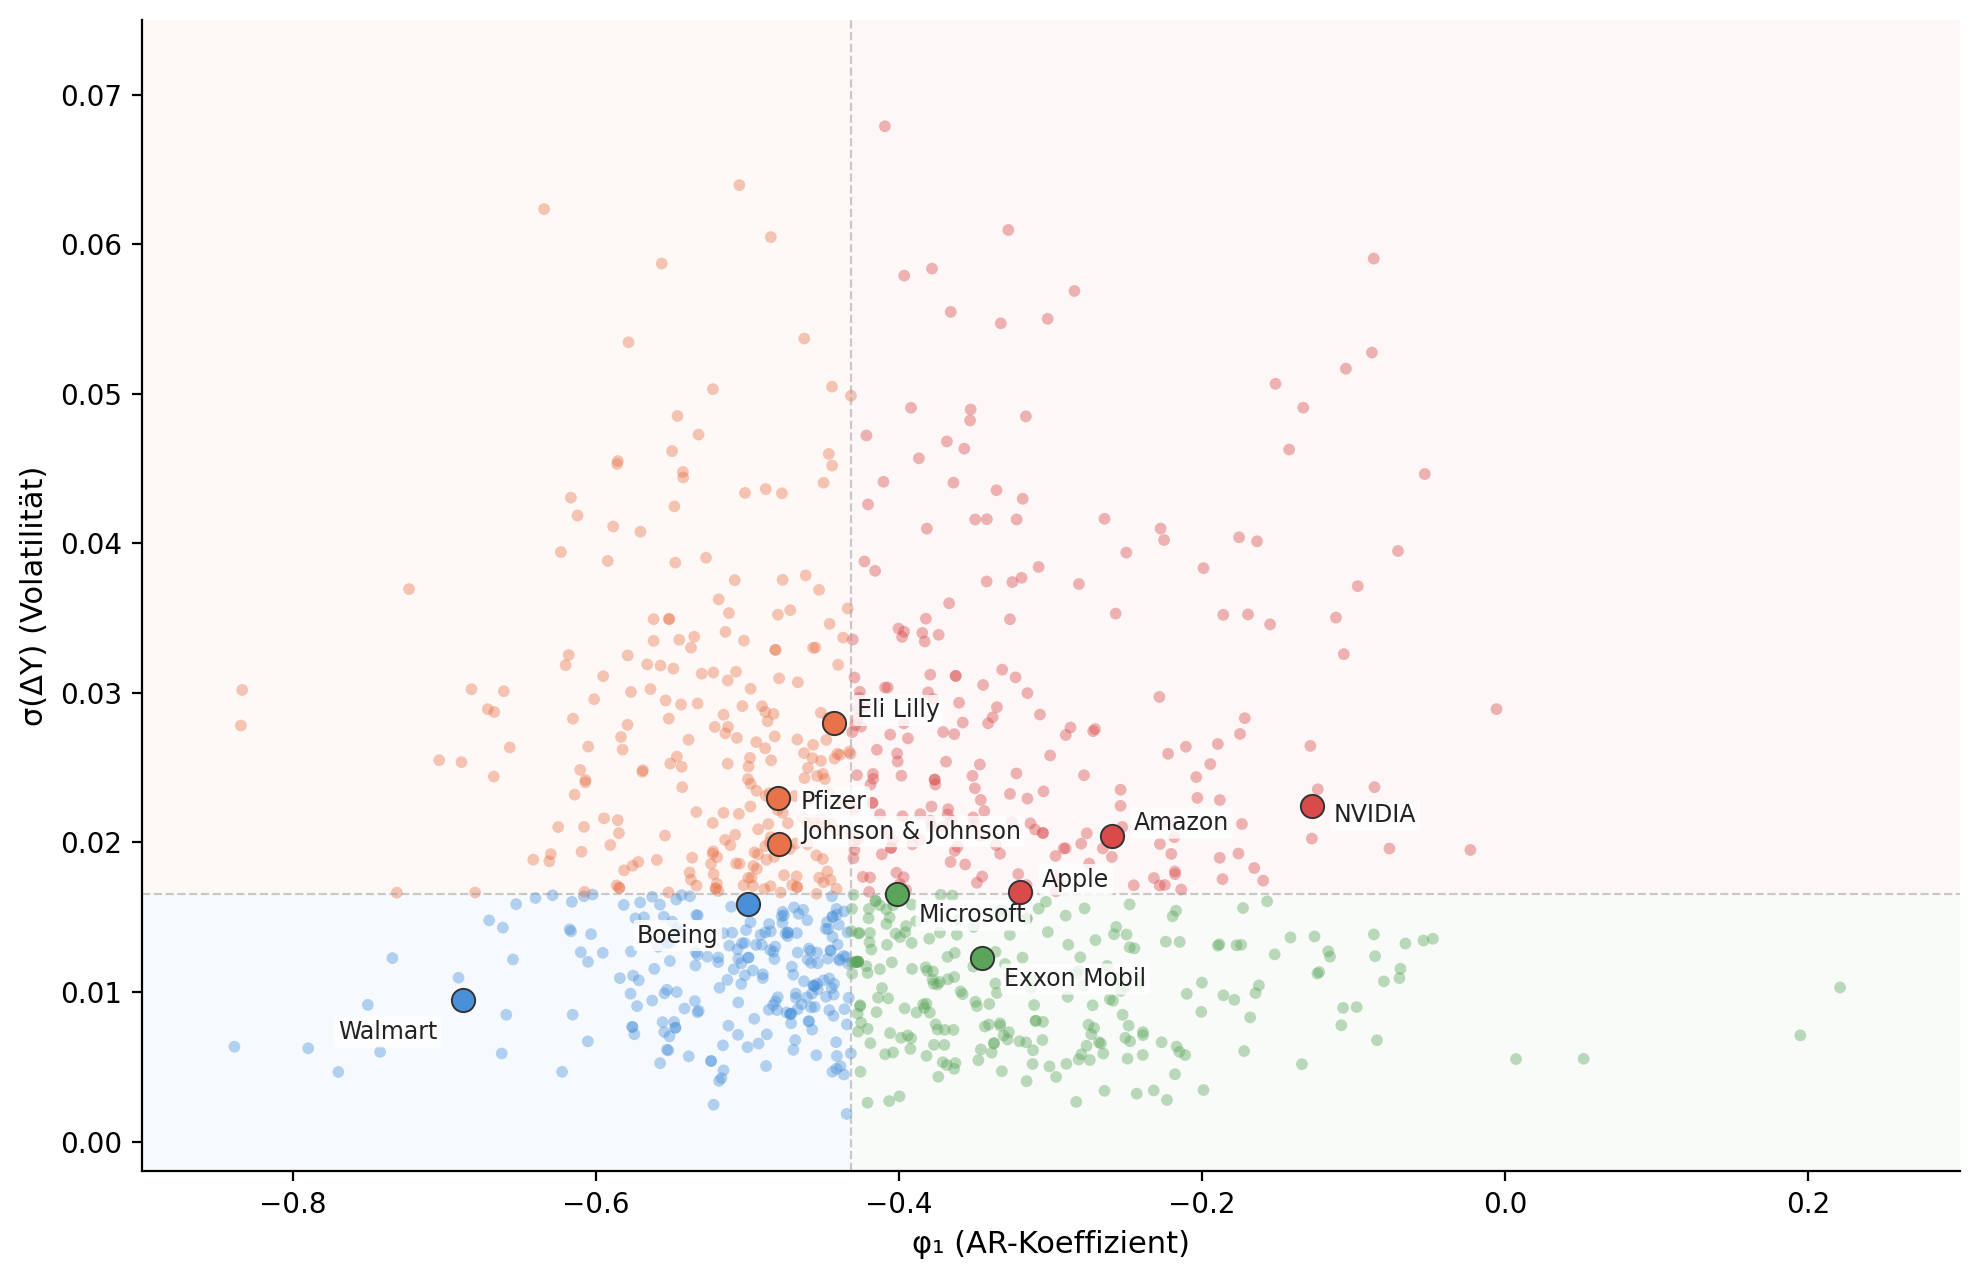 0.07
0.06
0.05
0.04
0.03
0.02
0.01
0.00
σ(ΔY) (Volatilität)
Eli Lilly
Pfizer
Johnson & Johnson
Amazon
NVIDIA
Apple
Microsoft
Boeing
Exxon Mobil
Walmart
−0.8
−0.6
−0.4
−0.2
0.0
0.2
φ₁ (AR-Koeffizient)